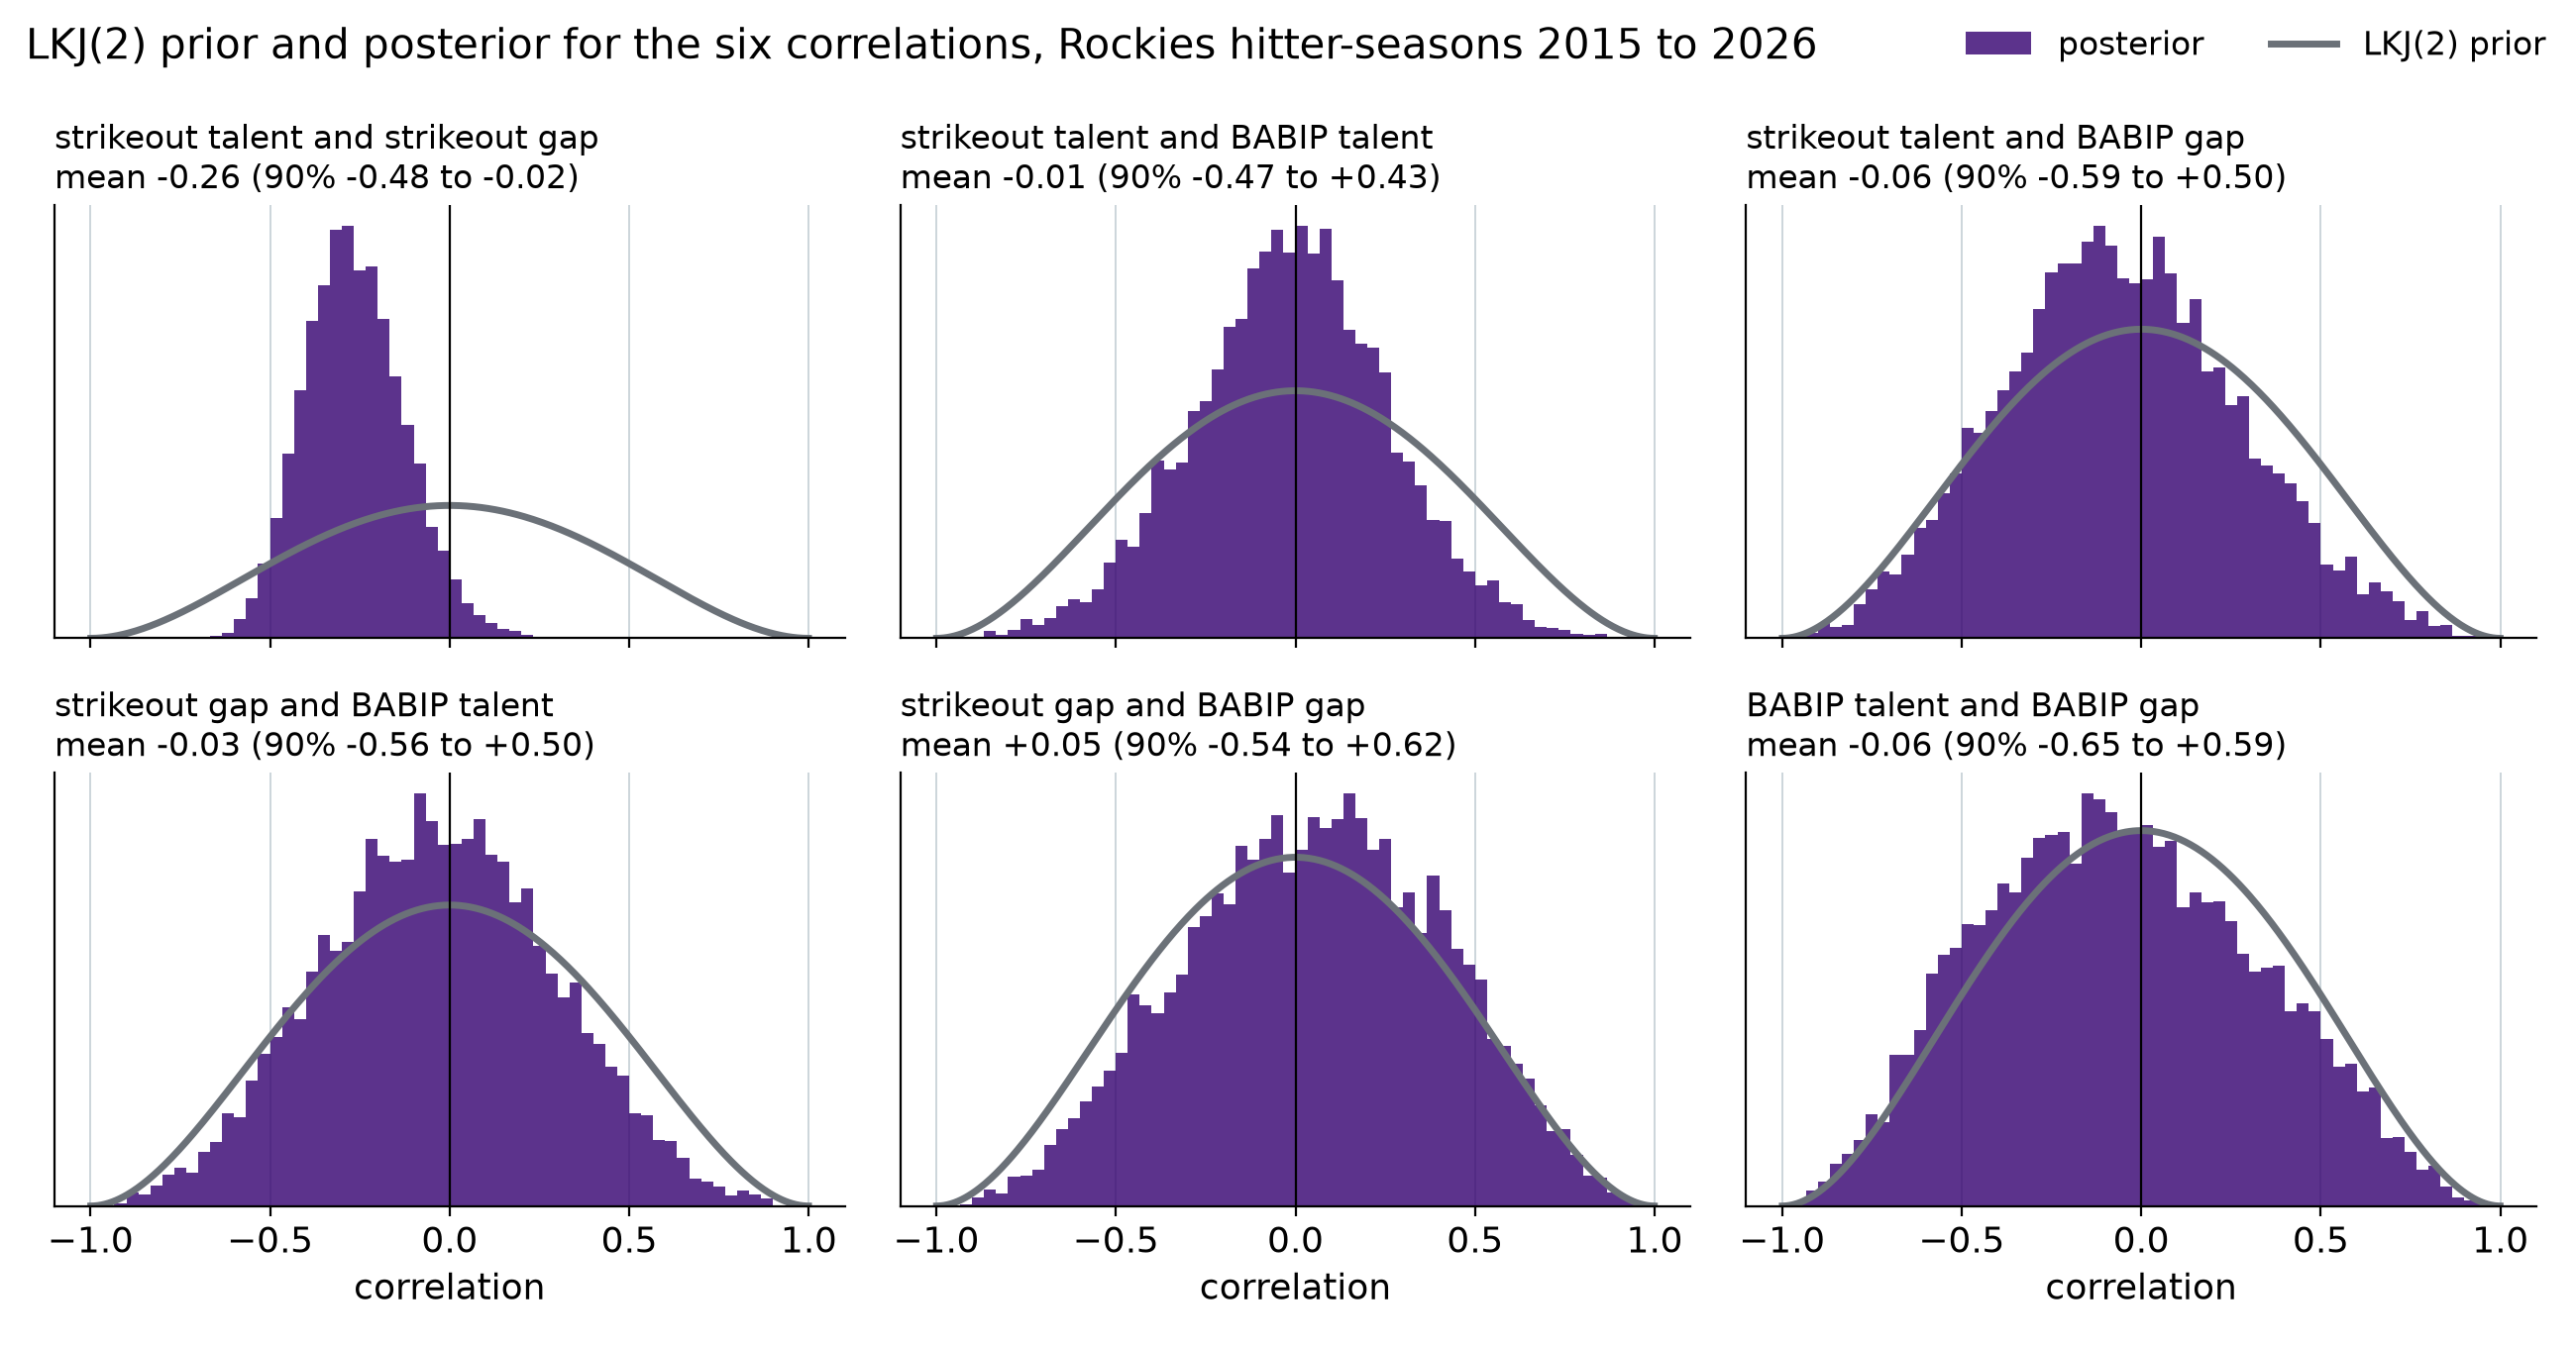 LKJ(2) prior and posterior for the six correlations, Rockies hitter-seasons 2015 to 2026
posterior
LKJ(2) prior
strikeout talent and strikeout gap
mean -0.26 (90% -0.48 to -0.02)
strikeout talent and BABIP talent
mean -0.01 (90% -0.47 to +0.43)
strikeout talent and BABIP gap
mean -0.06 (90% -0.59 to +0.50)
strikeout gap and BABIP talent
mean -0.03 (90% -0.56 to +0.50)
strikeout gap and BABIP gap
mean +0.05 (90% -0.54 to +0.62)
BABIP talent and BABIP gap
mean -0.06 (90% -0.65 to +0.59)
−1.0 −0.5 0.0 0.5 1.0
correlation
−1.0 −0.5 0.0 0.5 1.0
correlation
−1.0 −0.5 0.0 0.5 1.0
correlation